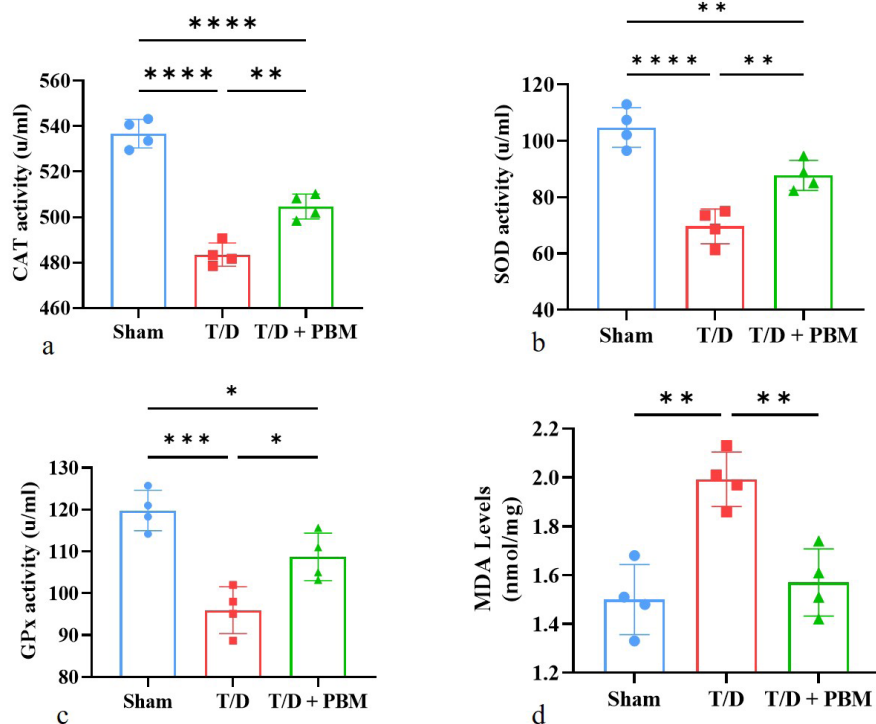 ****
**** **
CAT activity (u/ml)
560
540
520
500
480
460
Sham T/D T/D + PBM
a
**
**** **
SOD activity (u/ml)
120
100
80
60
40
Sham T/D T/D + PBM
b
*
*** *
GPx activity (u/ml)
130
120
110
100
90
80
Sham T/D T/D + PBM
c
** **
MDA Levels
(nmol/mg)
2.2
2.0
1.8
1.6
1.4
1.2
Sham T/D T/D + PBM
d